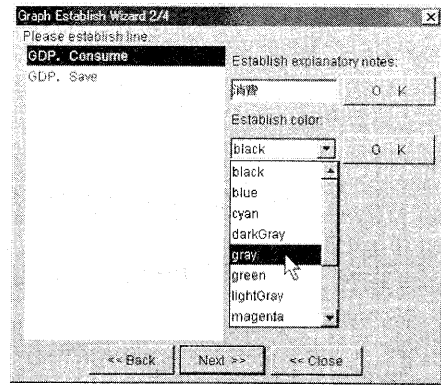 Graph Establish Wizard 2/4
Please establish line.
GDP. Consume
GDP. Save
Establish explanatory notes:
消費
O K
Establish color:
black
O K
black
blue
cyan
darkGray
gray
green
lightGray
magenta
<< Back
Next >>
<< Close